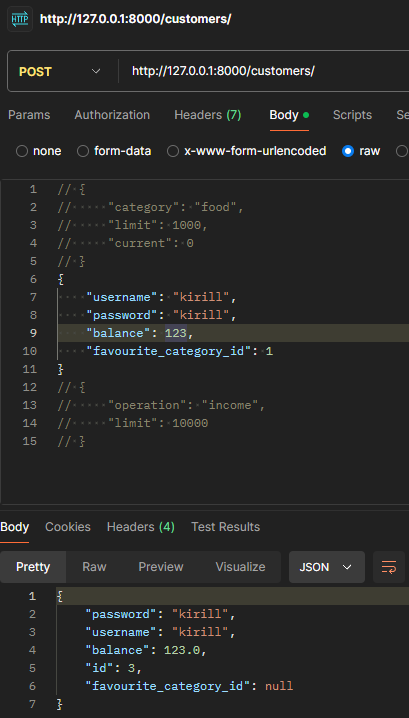 HTTP http://127.0.0.1:8000/customers/
POST http://127.0.0.1:8000/customers/
Params Authorization Headers (7) Body Scripts Se
none form-data x-www-form-urlencoded raw
1 // {
2 //     "category": "food",
3 //     "limit": 1000,
4 //     "current": 0
5 // }
6 {
7     "username": "kirill",
8     "password": "kirill",
9     "balance": 123,
10     "favourite_category_id": 1
11 }
12 // {
13 //     "operation": "income",
14 //     "limit": 10000
15 // }
Body Cookies Headers (4) Test Results
Pretty Raw Preview Visualize JSON
1 {
2     "password": "kirill",
3     "username": "kirill",
4     "balance": 123.0,
5     "id": 3,
6     "favourite_category_id": null
7 }